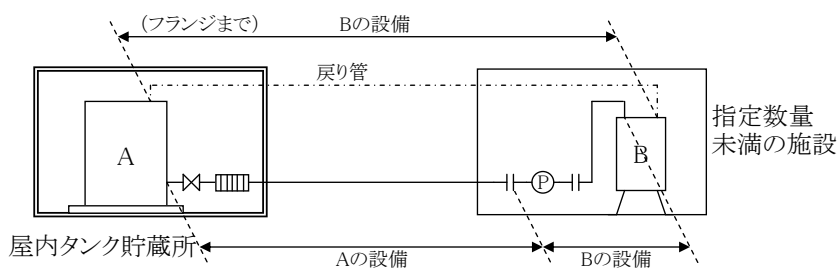 (フランジまで) Bの設備
戻り管
A
P
B
指定数量
未満の施設
屋内タンク貯蔵所
Aの設備
Bの設備